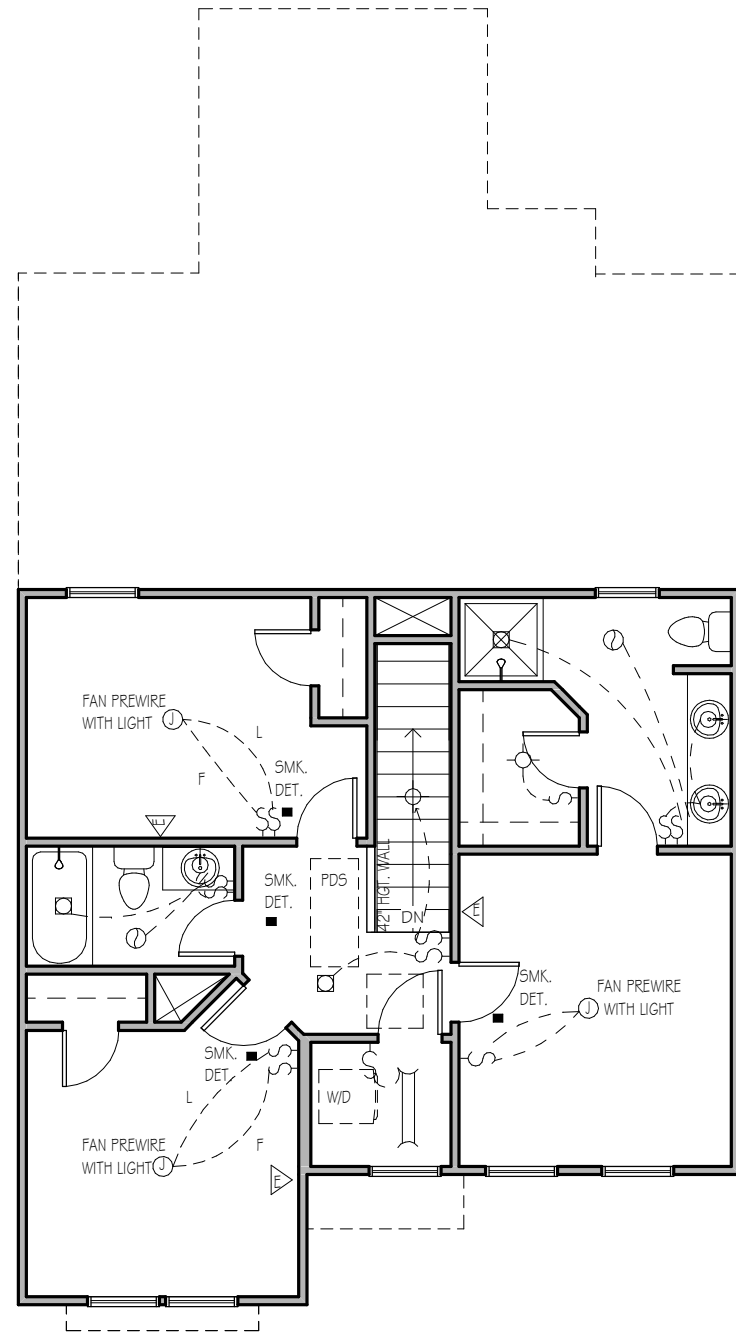 FAN PREWIRE
WITH LIGHT
J
L
F
SMK.
DET.
E
SMK.
DET.
PDS
42" HGT. WALL
DN
E
SMK.
DET.
FAN PREWIRE
WITH LIGHT
J
SMK.
DET.
L
F
W/D
FAN PREWIRE
WITH LIGHT
J
E